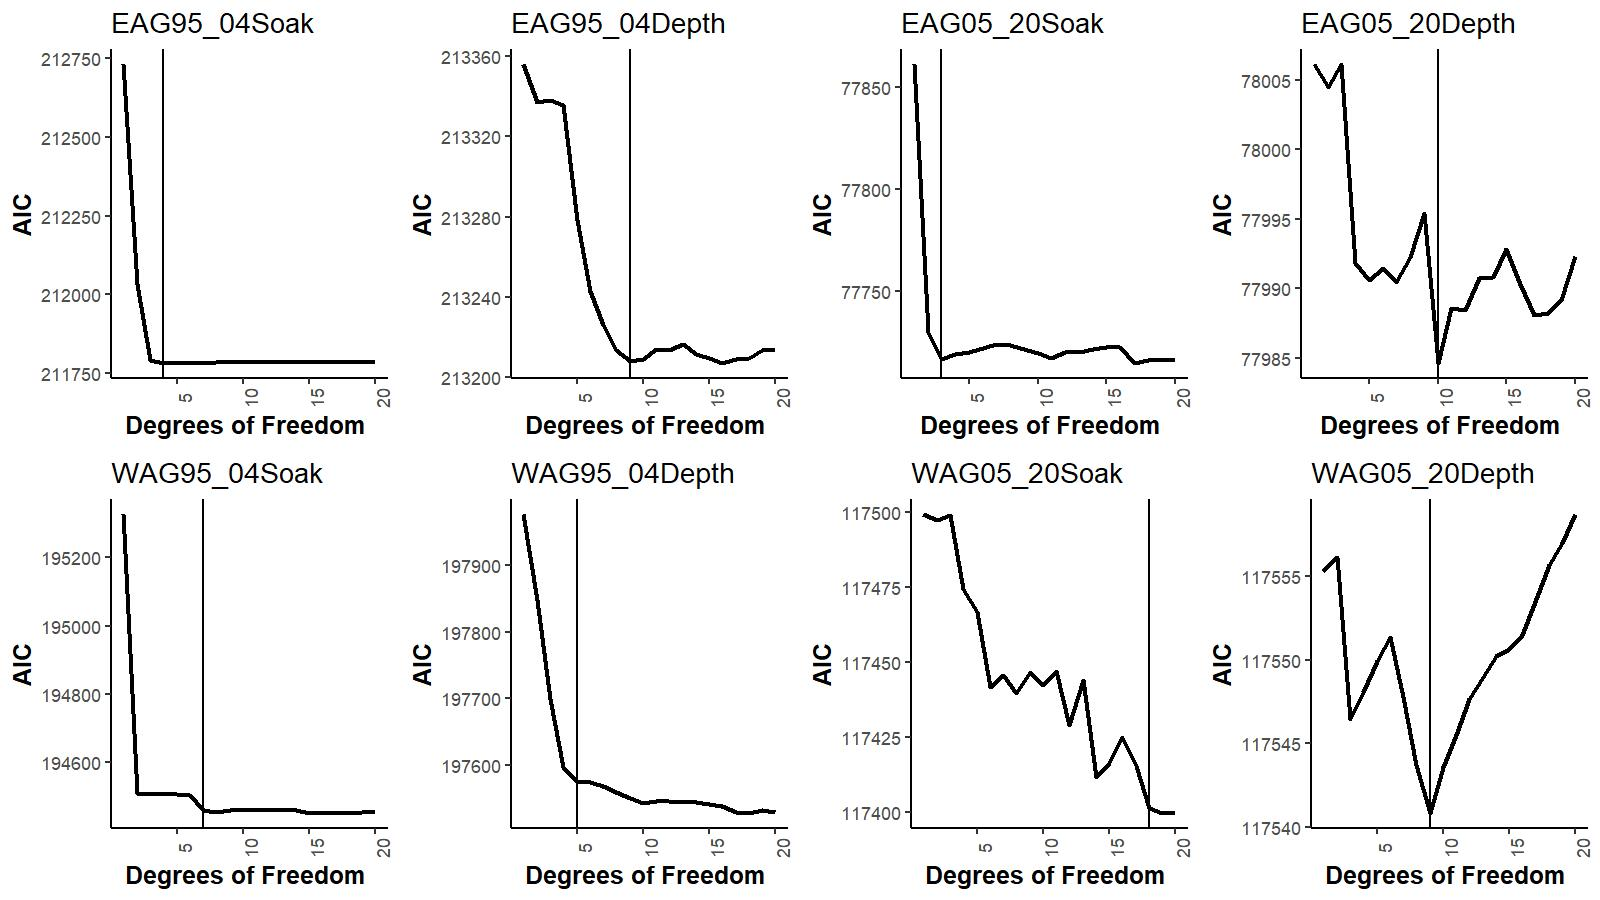 EAG95_04Soak
AIC
212750
212500
212250
212000
211750
5
10
15
20
Degrees of Freedom
EAG95_04Depth
AIC
213360
213320
213280
213240
213200
5
10
15
20
Degrees of Freedom
EAG05_20Soak
AIC
77850
77800
77750
5
10
15
20
Degrees of Freedom
EAG05_20Depth
AIC
78005
78000
77995
77990
77985
5
10
15
20
Degrees of Freedom
WAG95_04Soak
AIC
195200
195000
194800
194600
5
10
15
20
Degrees of Freedom
WAG95_04Depth
AIC
197900
197800
197700
197600
5
10
15
20
Degrees of Freedom
WAG05_20Soak
AIC
117500
117475
117450
117425
117400
5
10
15
20
Degrees of Freedom
WAG05_20Depth
AIC
117555
117550
117545
117540
5
10
15
20
Degrees of Freedom